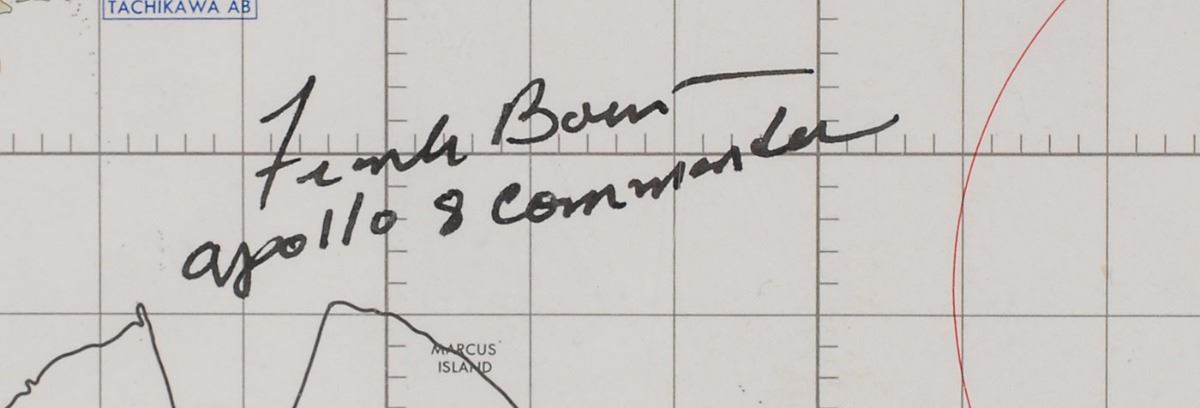 TACHIKAWA AB
Frank Borman
apollo 8 commander
MARCUS
ISLAND